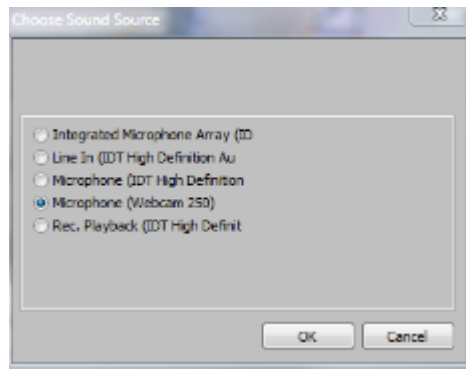 Choose Sound Source
Integrated Microphone Array (ID
Line In (IDT High Definition Au
Microphone (IDT High Definition
Microphone (Webcam 250)
Rec. Playback (IDT High Definit
OK
Cancel